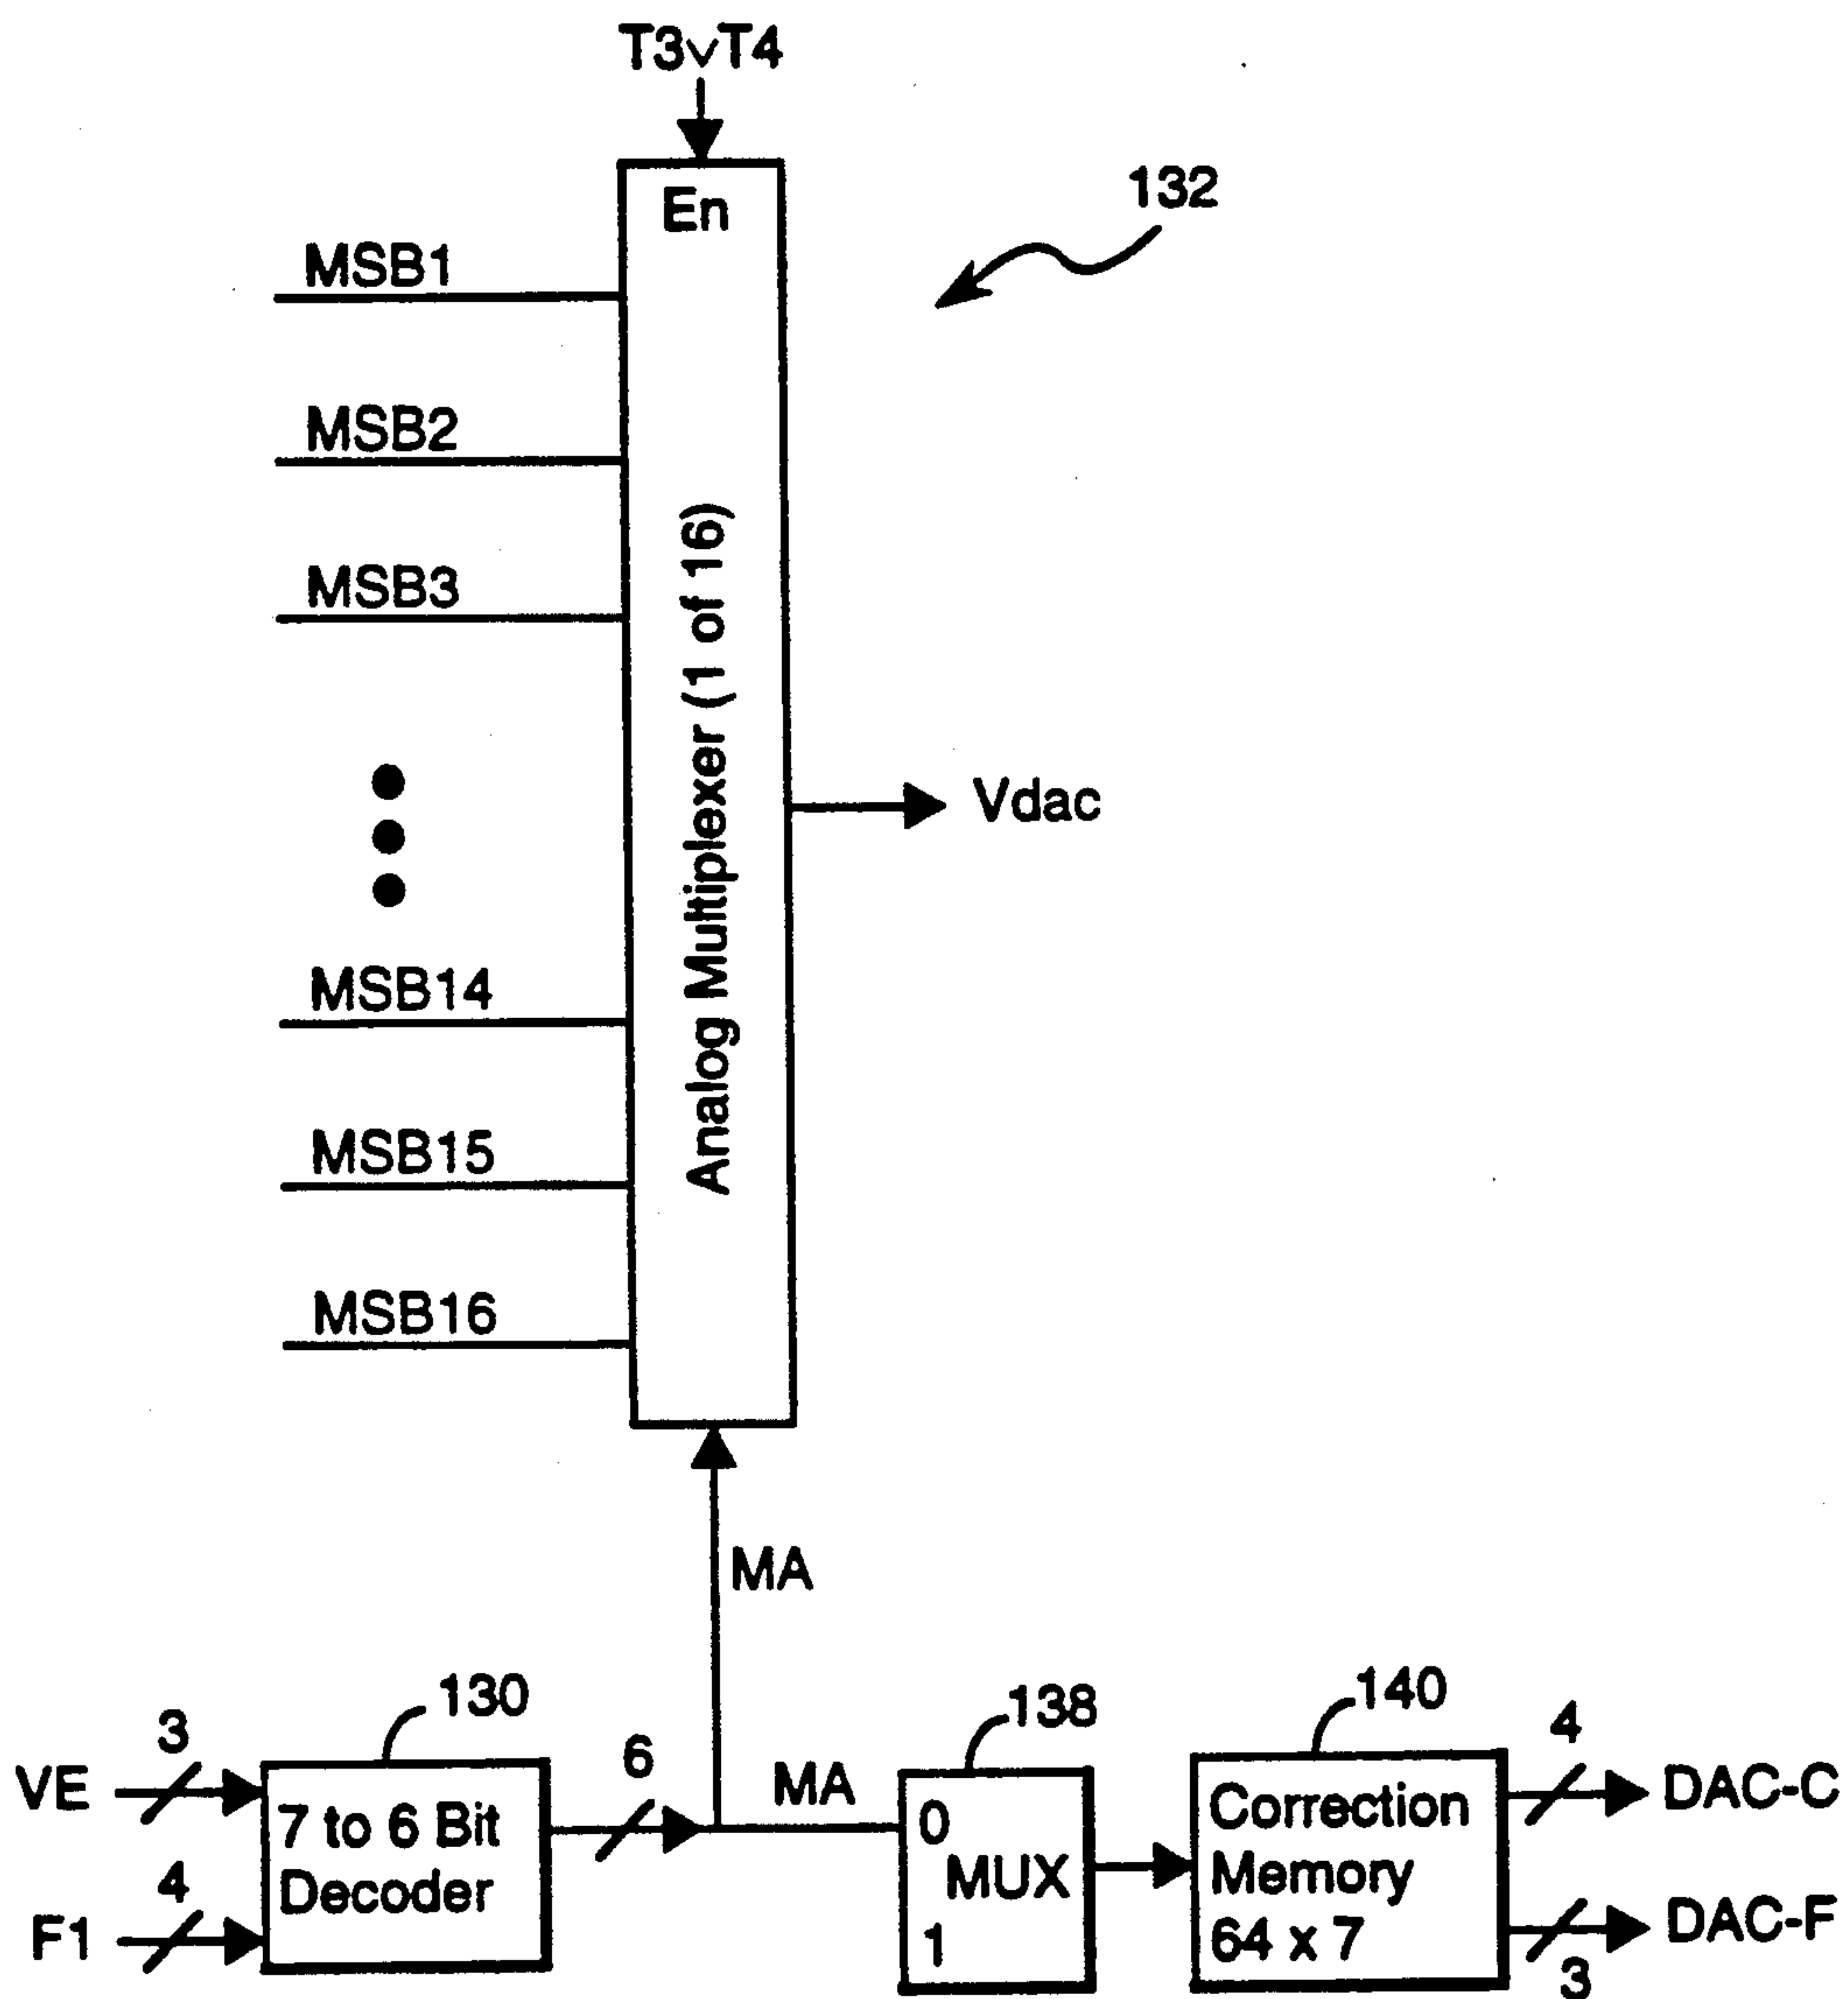 T3vT4
En
132
MSB1
MSB2
MSB3
Analog Multiplexer (1 of 16)
Vdac
MSB14
MSB15
MSB16
MA
130
138
140
3
6
4
VE
7 to 6 Bit
Decoder
MA
0
MUX
1
Correction
Memory
64 x 7
DAC-C
4
F1
DAC-F
3